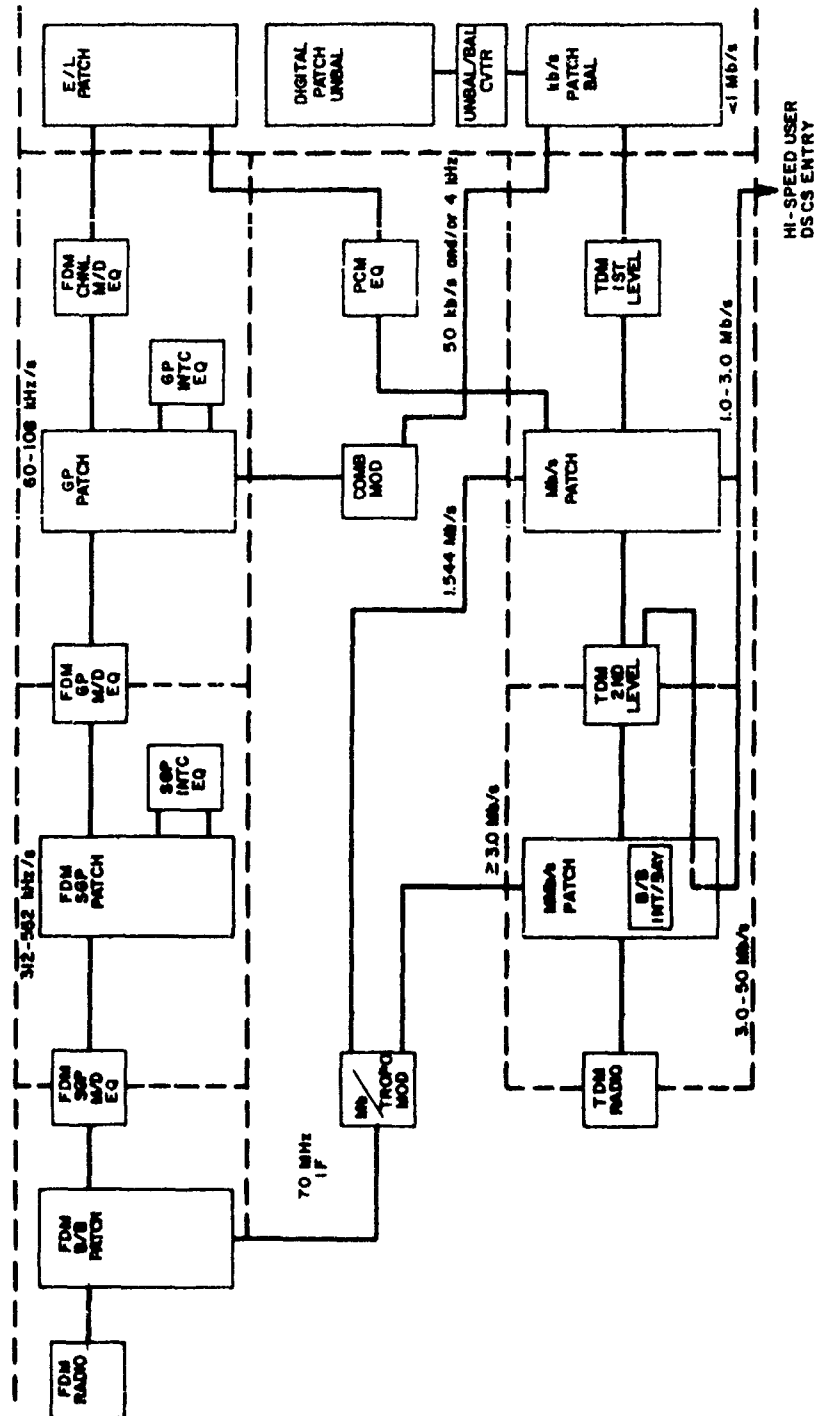 E/L
PATCH
DIGITAL
PATCH
UNBAL
UNBAL/BAL
CVTR
kb/s
PATCH
BAL
<1 Mb/s
HI-SPEED USER
DSCS ENTRY
FDM
CHNL
M/D
EQ
PCM
EQ
50 kb/s and/or 4 kHz
TDM
1ST
LEVEL
60-108 kHz/s
GP
INTC
EQ
GP
PATCH
COMB
MOD
Mb/s
PATCH
1.0-3.0 Mb/s
1.544 Mb/s
FDM
GP
M/D
EQ
TDM
2ND
LEVEL
SGP
INTC
EQ
312-552 kHz/s
FDM
SGP
PATCH
≥3.0 Mb/s
MMb/s
PATCH
B/B
INT/BAY
3.0-50 Mb/s
FDM
SGP
M/D
EQ
Mb/
TROPO
MOD
TDM
RADIO
70 MHz
IF
FDM
B/B
PATCH
FDM
RADIO